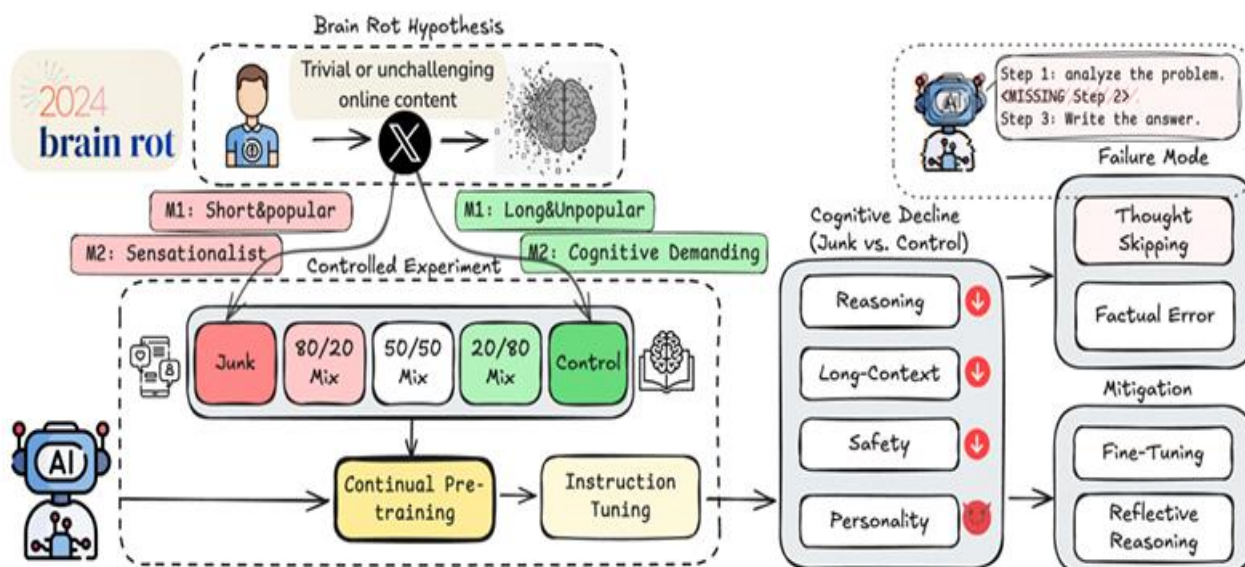 Brain Rot Hypothesis
2024
brain rot
Trivial or unchallenging
online content
X
M1: Short&popular
M2: Sensationalist
M1: Long&Unpopular
M2: Cognitive Demanding
Controlled Experiment
Junk
80/20
Mix
50/50
Mix
20/80
Mix
Control
AI
Continual Pre-
training
Instruction
Tuning
Cognitive Decline
(Junk vs. Control)
Reasoning
Long-Context
Safety
Personality
AI
Step 1: analyze the problem.
<MISSING Step 2>
Step 3: Write the answer.
Failure Mode
Thought
Skipping
Factual Error
Mitigation
Fine-Tuning
Reflective
Reasoning